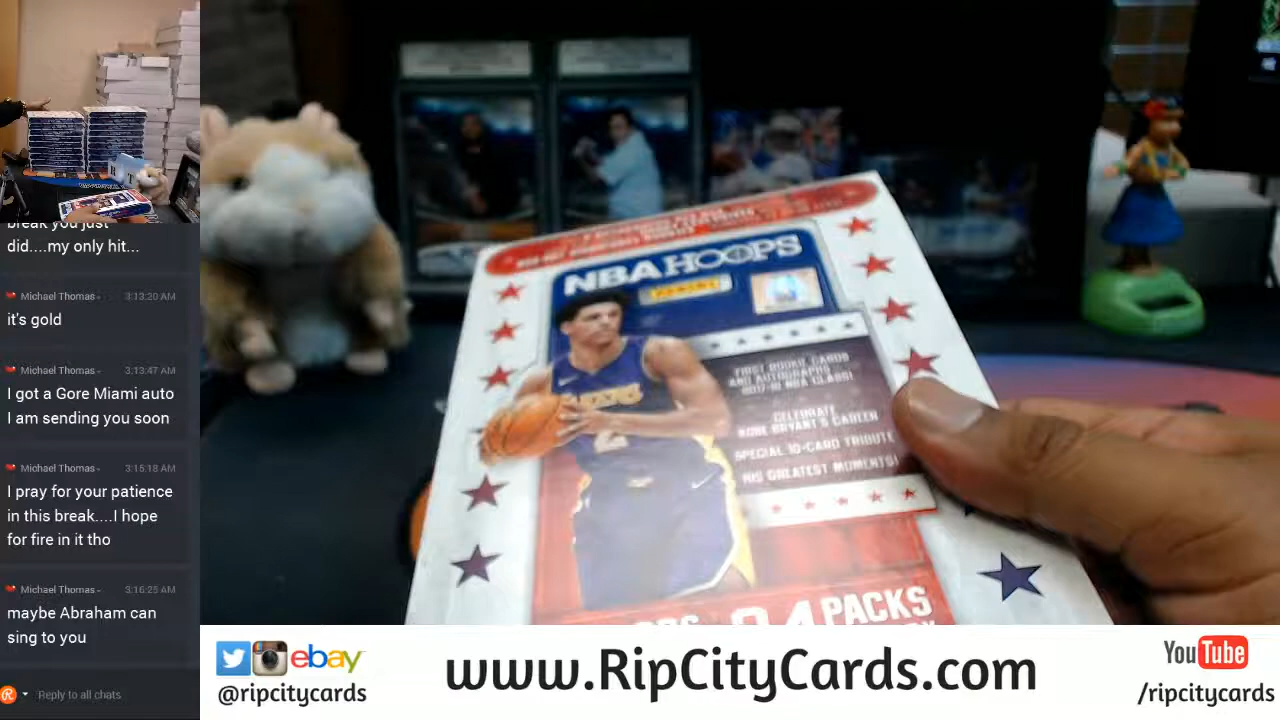 break you just
did....my only hit...
Michael Thomas 3:13:20 AM
it's gold
Michael Thomas 3:13:47 AM
I got a Gore Miami auto
I am sending you soon
Michael Thomas 3:15:18 AM
I pray for your patience
in this break....I hope
for fire in it tho
Michael Thomas 3:16:25 AM
maybe Abraham can
sing to you
Reply to all chats
NBA HOOPS
PANINI
FIRST ROOKIE CARDS
AND AUTOGRAPHS
2017-18 NBA CLASS!
CELEBRATE
KOBE BRYANT'S CAREER
SPECIAL 10-CARD TRIBUTE
HIS GREATEST MOMENTS!
LAKERS
2
24 PACKS
ebay
@ripcitycards
www.RipCityCards.com
YouTube
/ripcitycards